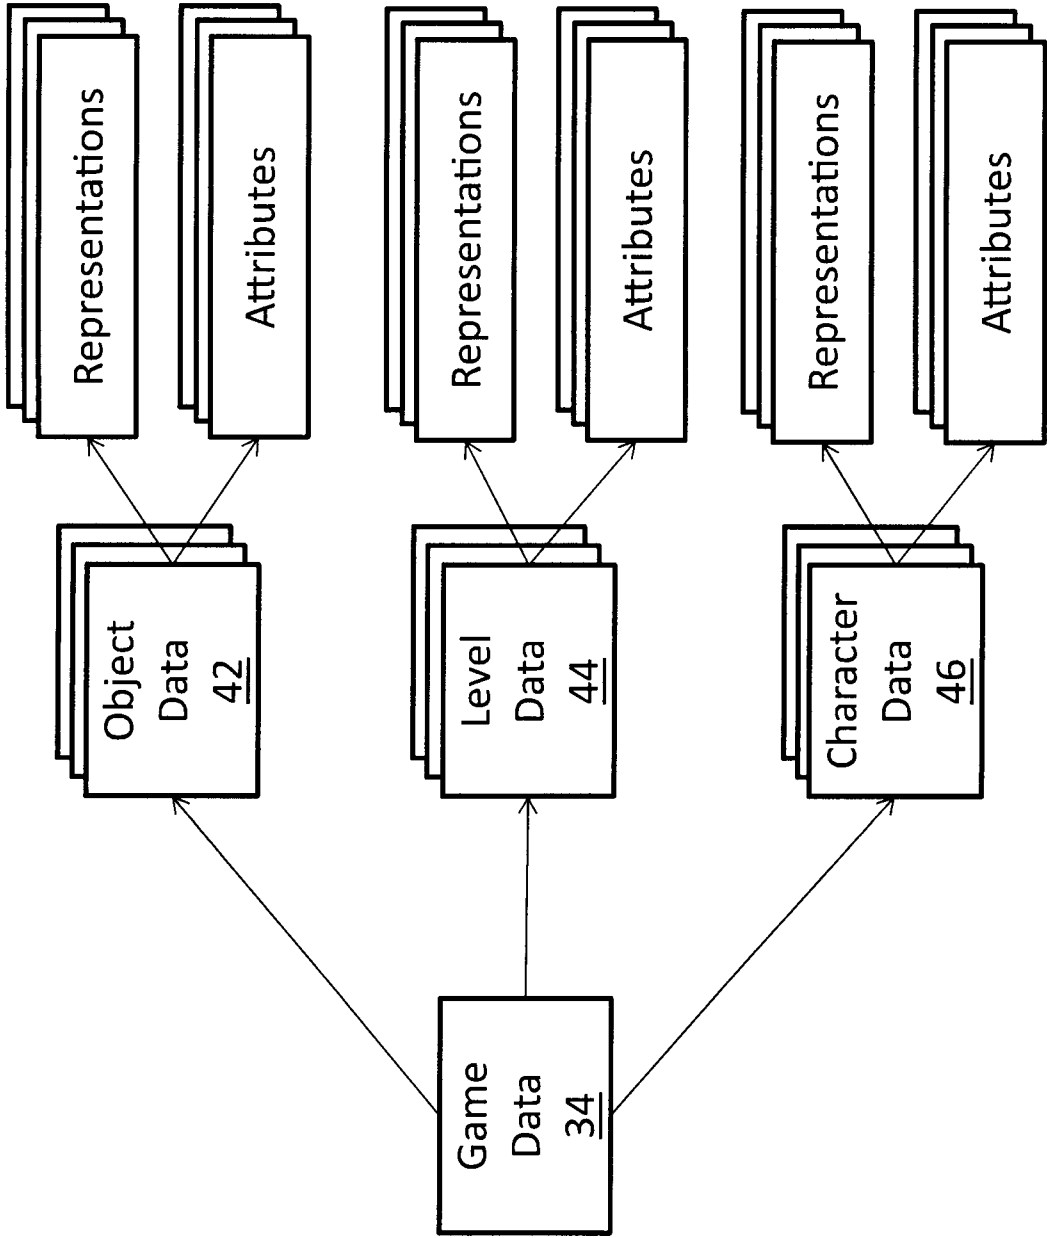 Game
Data
34
Object
Data
42
Level
Data
44
Character
Data
46
Representations
Attributes
Representations
Attributes
Representations
Attributes